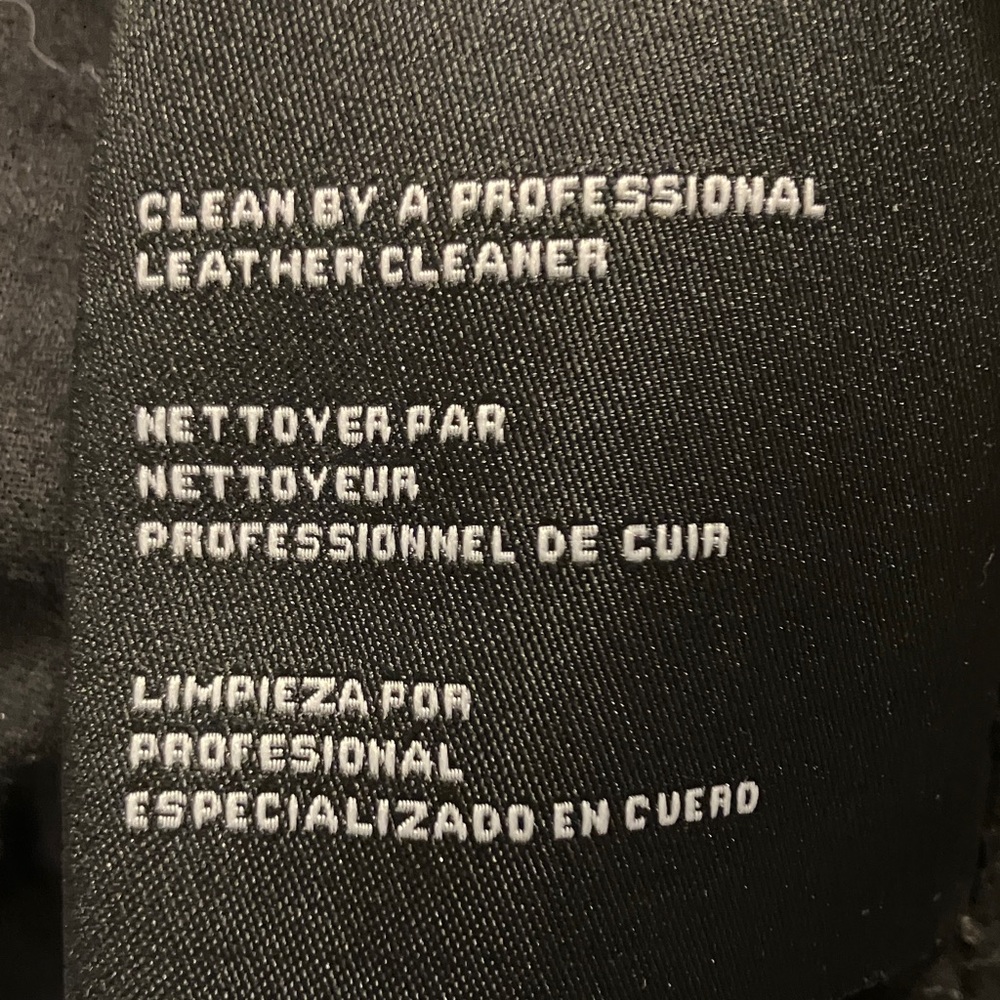 CLEAN BY A PROFESSIONAL
LEATHER CLEANER
NETTOYER PAR
NETTOYEUR
PROFESSIONNEL DE CUIR
LIMPIEZA POR
PROFESIONAL
ESPECIALIZADO EN CUERO